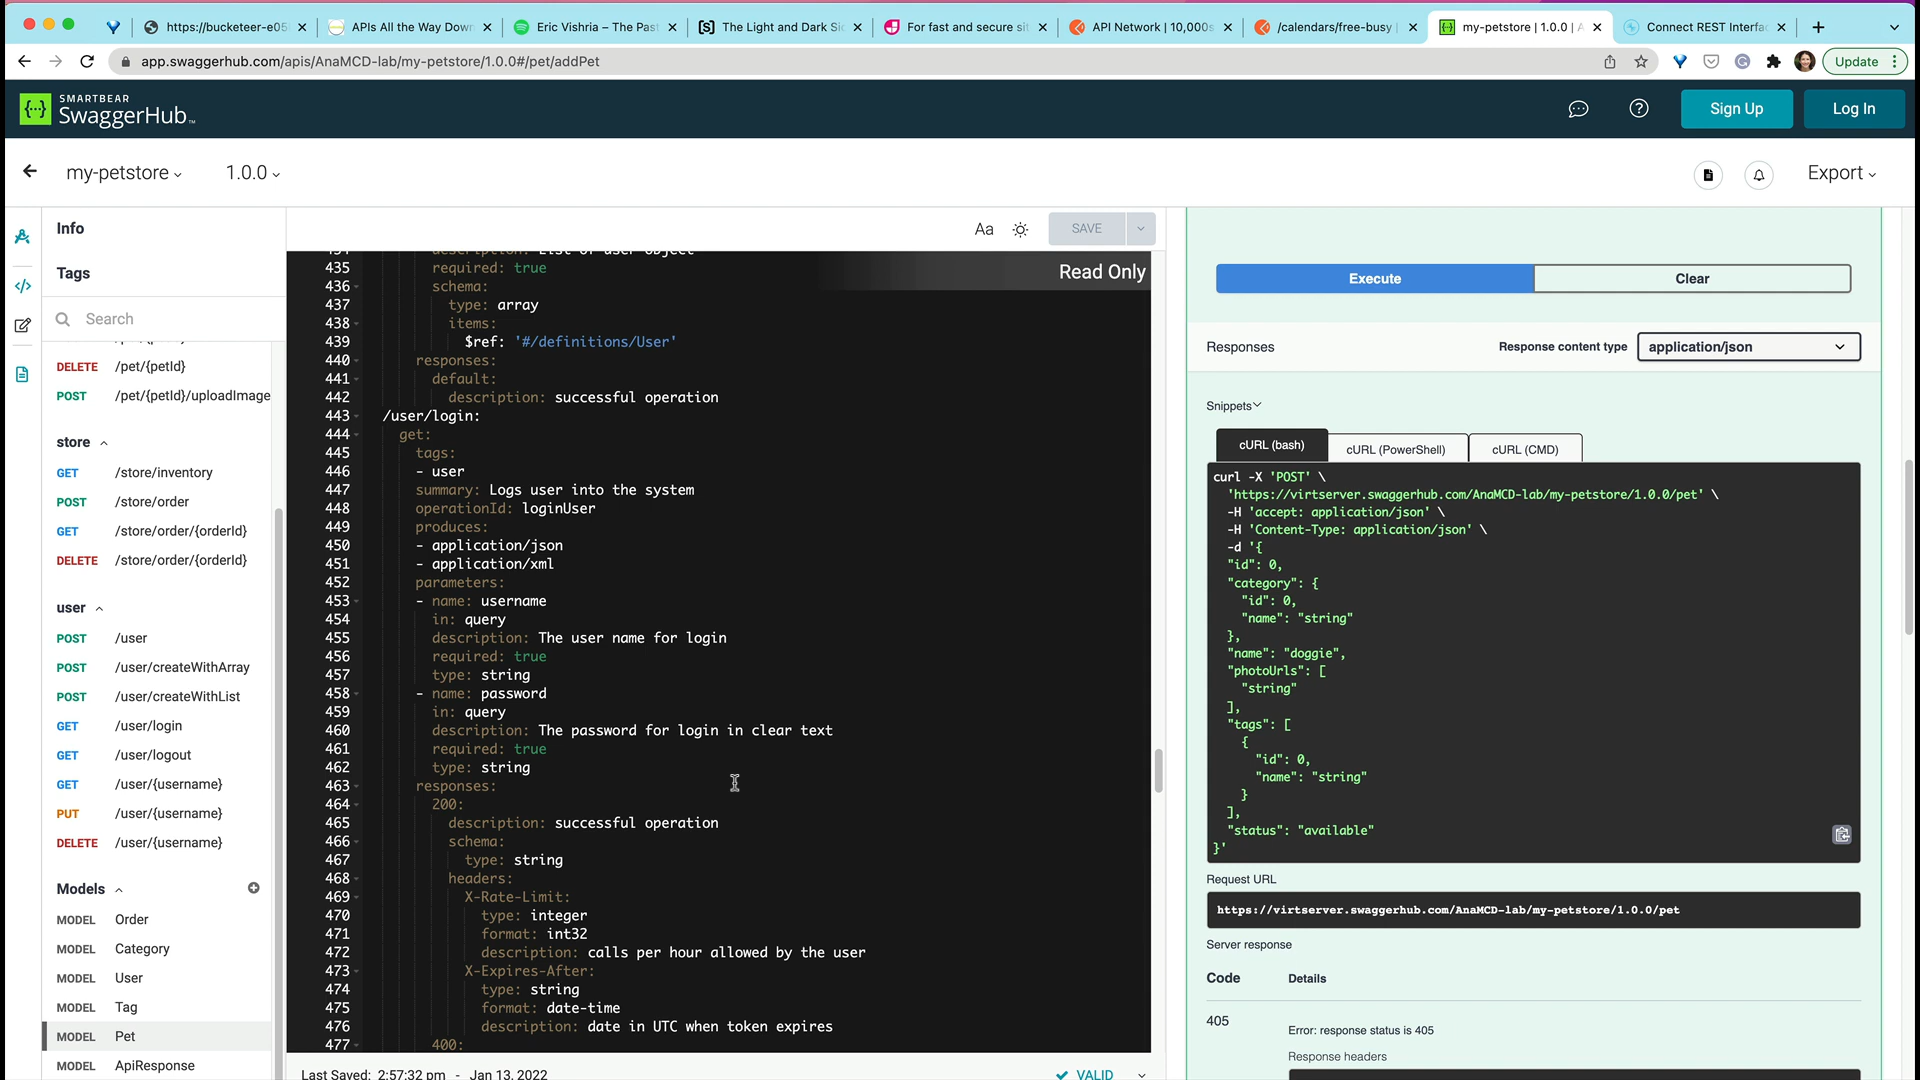 https://bucketeer-e05
APIs All the Way Down
Eric Vishria – The Past
The Light and Dark Si
For fast and secure sit
API Network | 10,000s
/calendars/free-busy |
my-petstore | 1.0.0 | A
Connect REST Interfac
app.swaggerhub.com/apis/AnaMCD-lab/my-petstore/1.0.0#/pet/addPet
Update
SMARTBEAR
SwaggerHub™
Sign Up
Log In
my-petstore
1.0.0
Export
Info
Tags
Search
DELETE /pet/{petId}
POST /pet/{petId}/uploadImage
store
GET /store/inventory
POST /store/order
GET /store/order/{orderId}
DELETE /store/order/{orderId}
user
POST /user
POST /user/createWithArray
POST /user/createWithList
GET /user/login
GET /user/logout
GET /user/{username}
PUT /user/{username}
DELETE /user/{username}
Models
MODEL Order
MODEL Category
MODEL User
MODEL Tag
MODEL Pet
MODEL ApiResponse
Aa
SAVE
Read Only
434 description: List of user object
435 required: true
436 schema:
437 type: array
438 items:
439 $ref: '#/definitions/User'
440 responses:
441 default:
442 description: successful operation
443 /user/login:
444 get:
445 tags:
446 - user
447 summary: Logs user into the system
448 operationId: loginUser
449 produces:
450 - application/json
451 - application/xml
452 parameters:
453 - name: username
454 in: query
455 description: The user name for login
456 required: true
457 type: string
458 - name: password
459 in: query
460 description: The password for login in clear text
461 required: true
462 type: string
463 responses:
464 200:
465 description: successful operation
466 schema:
467 type: string
468 headers:
469 X-Rate-Limit:
470 type: integer
471 format: int32
472 description: calls per hour allowed by the user
473 X-Expires-After:
474 type: string
475 format: date-time
476 description: date in UTC when token expires
477 400:
Last Saved: 2:57:32 pm - Jan 13, 2022
VALID
Execute
Clear
Responses
Response content type
application/json
Snippets
cURL (bash)
cURL (PowerShell)
cURL (CMD)
curl -X 'POST' \
'https://virtserver.swaggerhub.com/AnaMCD-lab/my-petstore/1.0.0/pet' \
-H 'accept: application/json' \
-H 'Content-Type: application/json' \
-d '{
"id": 0,
"category": {
"id": 0,
"name": "string"
},
"name": "doggie",
"photoUrls": [
"string"
],
"tags": [
{
"id": 0,
"name": "string"
}
],
"status": "available"
}'
Request URL
https://virtserver.swaggerhub.com/AnaMCD-lab/my-petstore/1.0.0/pet
Server response
Code
Details
405
Error: response status is 405
Response headers